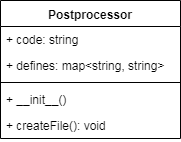 Postprocessor
+ code: string
+ defines: map<string, string>
+ __init__()
+ createFile(): void